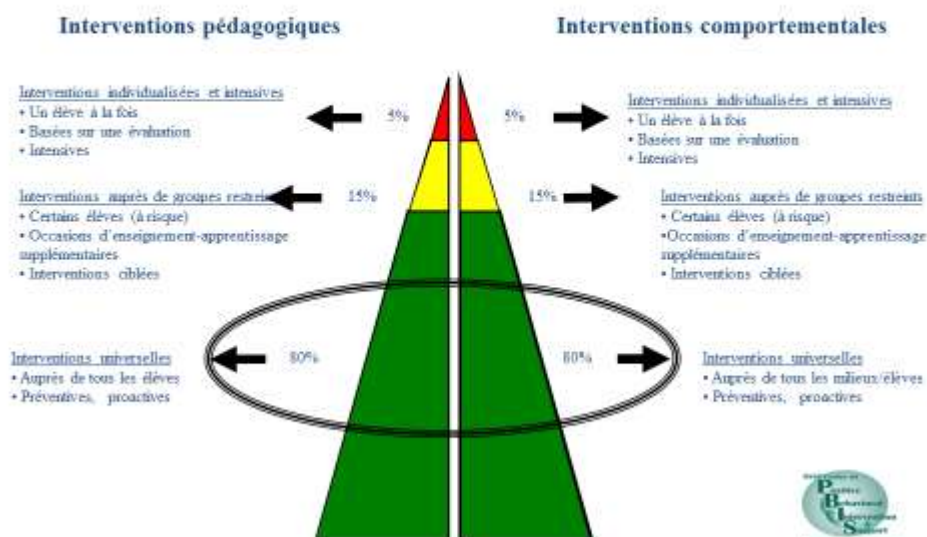 Interventions pédagogiques
Interventions comportementales
Interventions individualisées et intensives
• Un élève à la fois
• Basées sur une évaluation
• Intensives
5%
5%
Interventions individualisées et intensives
• Un élève à la fois
• Basées sur une évaluation
• Intensives
Interventions auprès de groupes restreints
• Certains élèves (à risque)
• Occasions d'enseignement-apprentissage
supplémentaires
• Interventions ciblées
15%
15%
Interventions auprès de groupes restreints
• Certains élèves (à risque)
•Occasions d'enseignement-apprentissage
supplémentaires
• Interventions ciblées
Interventions universelles
• Auprès de tous les élèves
• Préventives, proactives
80%
80%
Interventions universelles
• Auprès de tous les milieux/élèves
• Préventives, proactives
Positive
Behavioral
Interventions
Support